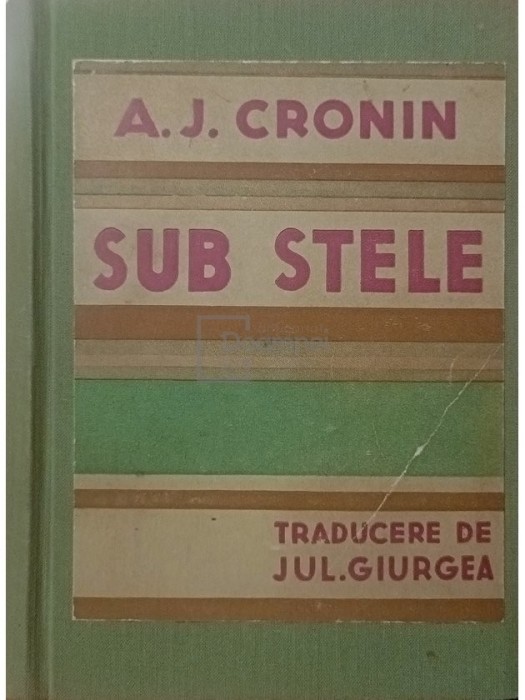 A.J. CRONIN
SUB STELE
TRADUCERE DE
JUL.GIURGEA